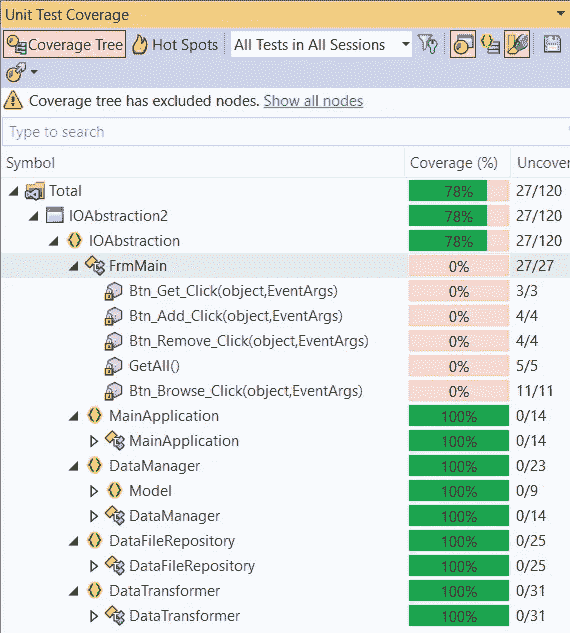 Unit Test Coverage
Coverage Tree Hot Spots All Tests in All Sessions
Coverage tree has excluded nodes. Show all nodes
Type to search
Symbol Coverage (%) Uncover
Total 78% 27/120
IOAbstraction2 78% 27/120
IOAbstraction 78% 27/120
FrmMain 0% 27/27
Btn_Get_Click(object,EventArgs) 0% 3/3
Btn_Add_Click(object,EventArgs) 0% 4/4
Btn_Remove_Click(object,EventArgs) 0% 4/4
GetAll() 0% 5/5
Btn_Browse_Click(object,EventArgs) 0% 11/11
MainApplication 100% 0/14
MainApplication 100% 0/14
DataManager 100% 0/23
Model 100% 0/9
DataManager 100% 0/14
DataFileRepository 100% 0/25
DataFileRepository 100% 0/25
DataTransformer 100% 0/31
DataTransformer 100% 0/31